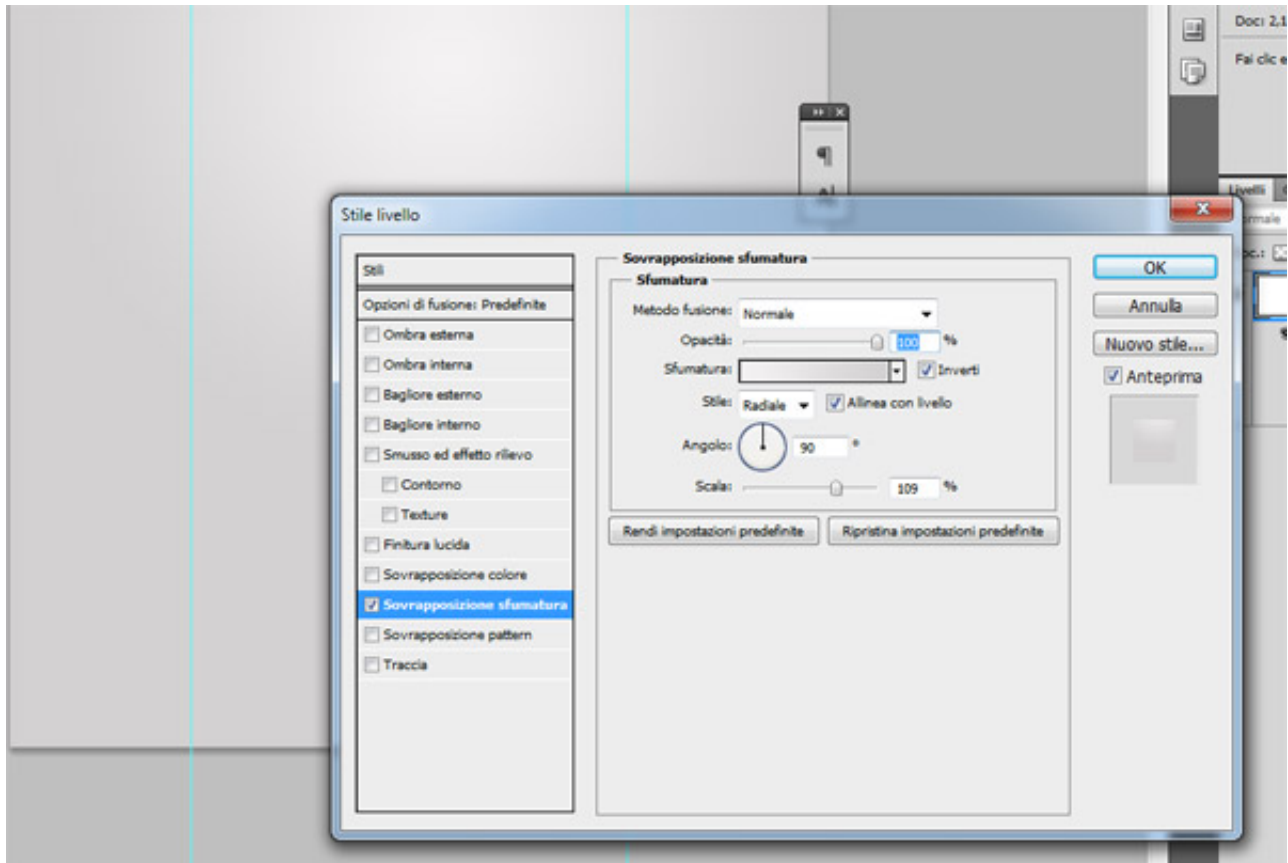 Doc: 2,1
Fai clic e
Livelli
Stile livello
Stili
Opzioni di fusione: Predefinite
Ombra esterna
Ombra interna
Bagliore esterno
Bagliore interno
Smusso ed effetto rilievo
Contorno
Texture
Finitura lucida
Sovrapposizione colore
Sovrapposizione sfumatura
Sovrapposizione pattern
Traccia
Sovrapposizione sfumatura
Sfumatura
Metodo fusione: Normale
Opacità: 100 %
Sfumatura: Inverti
Stile: Radiale Allinea con livello
Angolo: 90 °
Scala: 109 %
Rendi impostazioni predefinite Ripristina impostazioni predefinite
OK
Annulla
Nuovo stile...
Anteprima